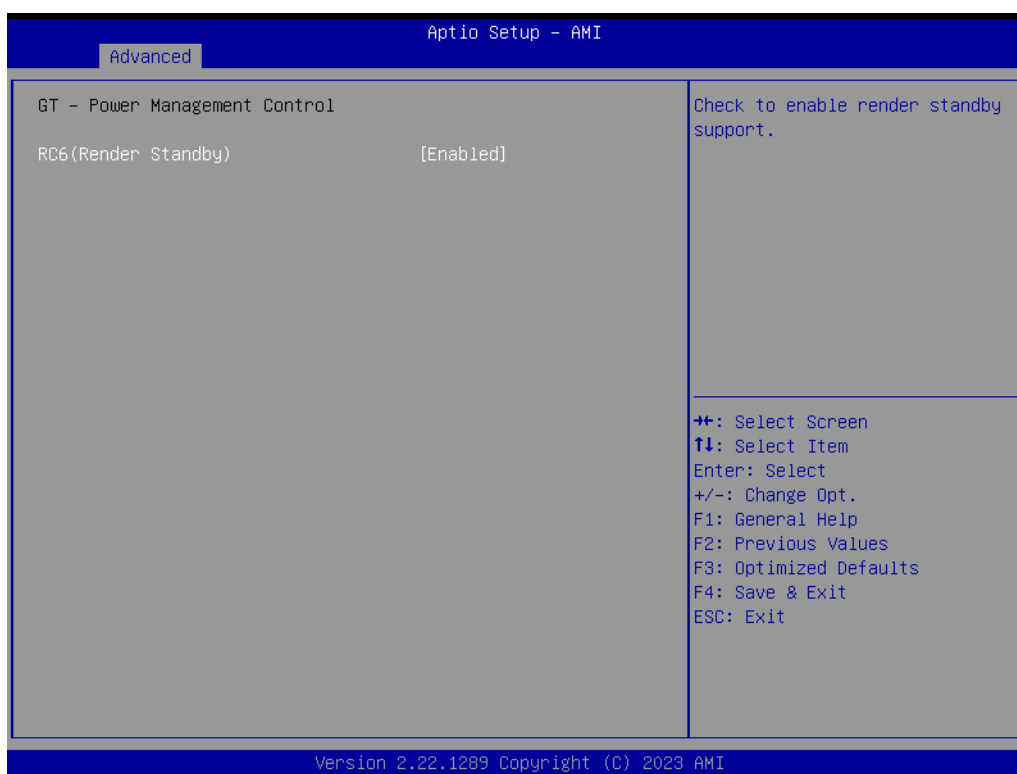 Aptio Setup – AMI
Advanced
GT – Power Management Control
RC6(Render Standby) [Enabled]
Check to enable render standby
support.
→←: Select Screen
↑↓: Select Item
Enter: Select
+/-: Change Opt.
F1: General Help
F2: Previous Values
F3: Optimized Defaults
F4: Save & Exit
ESC: Exit
Version 2.22.1289 Copyright (C) 2023 AMI